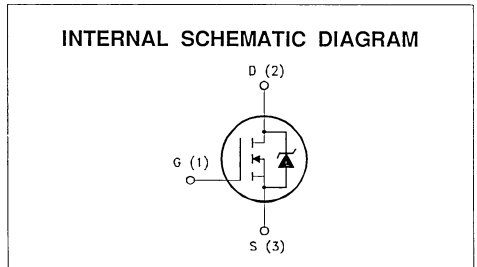 INTERNAL SCHEMATIC DIAGRAM
D (2)
G (1)
S (3)